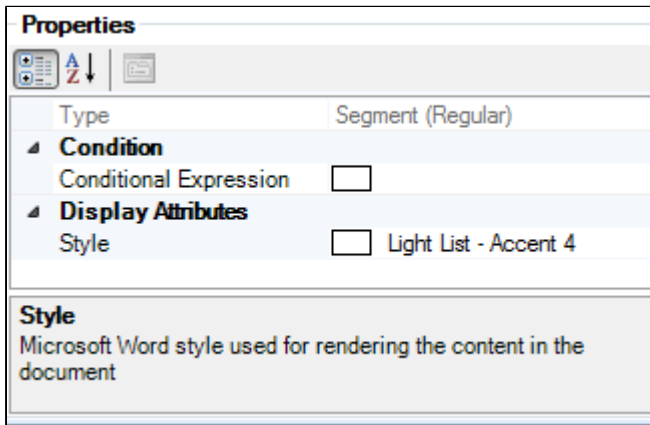 Properties
A
Z
Type Segment (Regular)
Condition
Conditional Expression
Display Attributes
Style Light List - Accent 4
Style
Microsoft Word style used for rendering the content in the
document